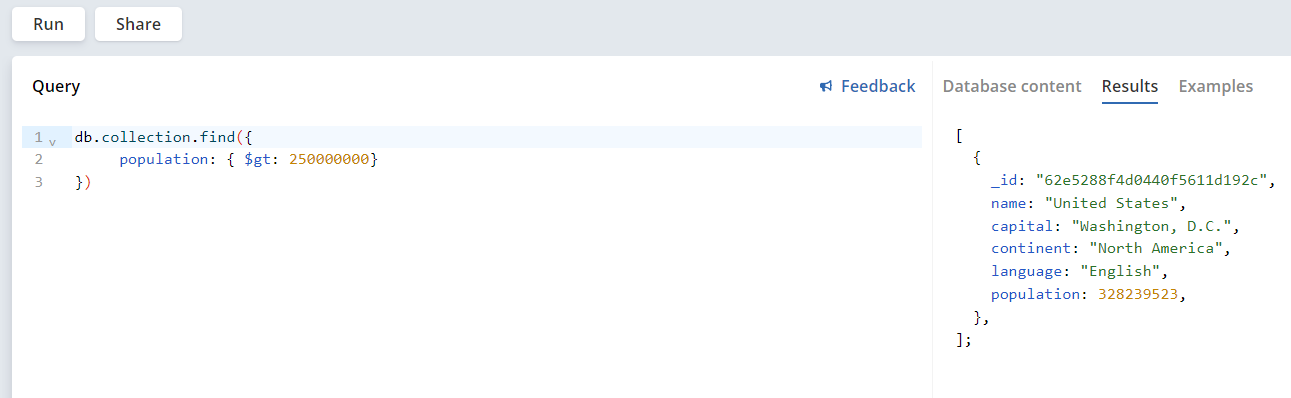 Run Share
Query
Feedback
Database content Results Examples
1 db.collection.find({
2 population: { $gt: 250000000}
3 })
[
{
_id: "62e5288f4d0440f5611d192c",
name: "United States",
capital: "Washington, D.C.",
continent: "North America",
language: "English",
population: 328239523,
},
];